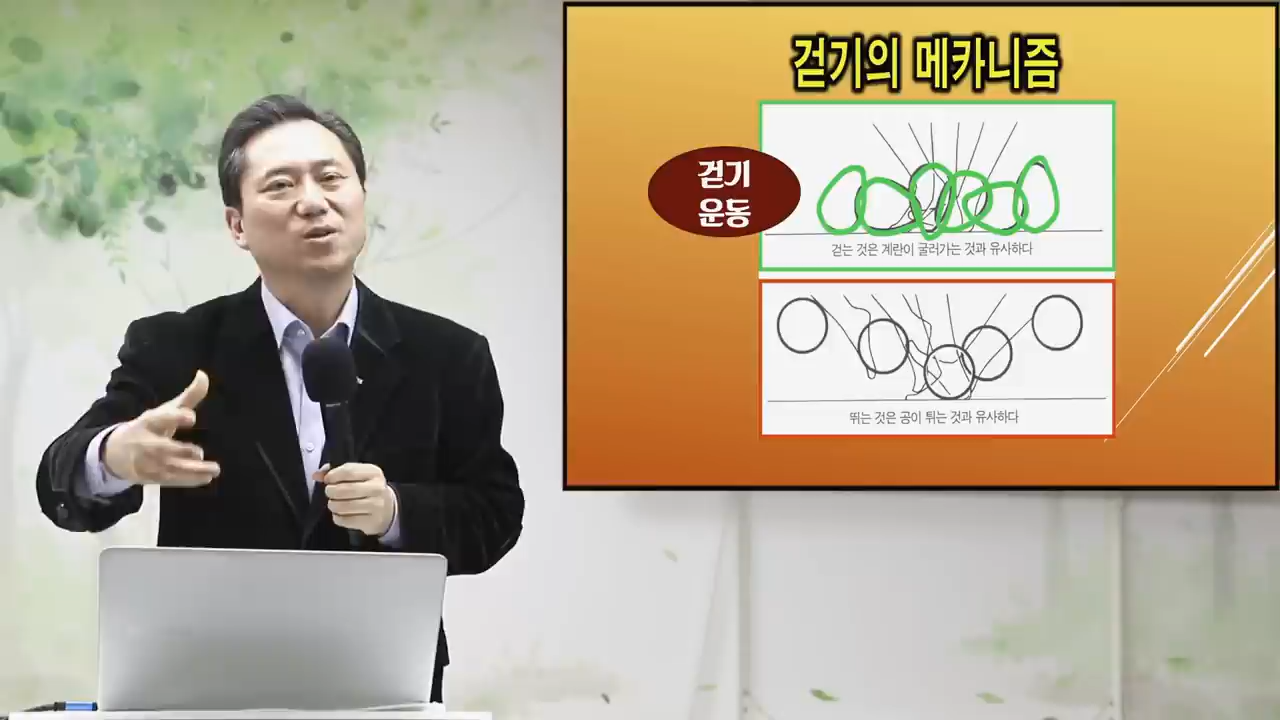 걷기의 메카니즘
걷기
운동
걷는 것은 계란이 굴러가는 것과 유사하다
뛰는 것은 공이 튀는 것과 유사하다